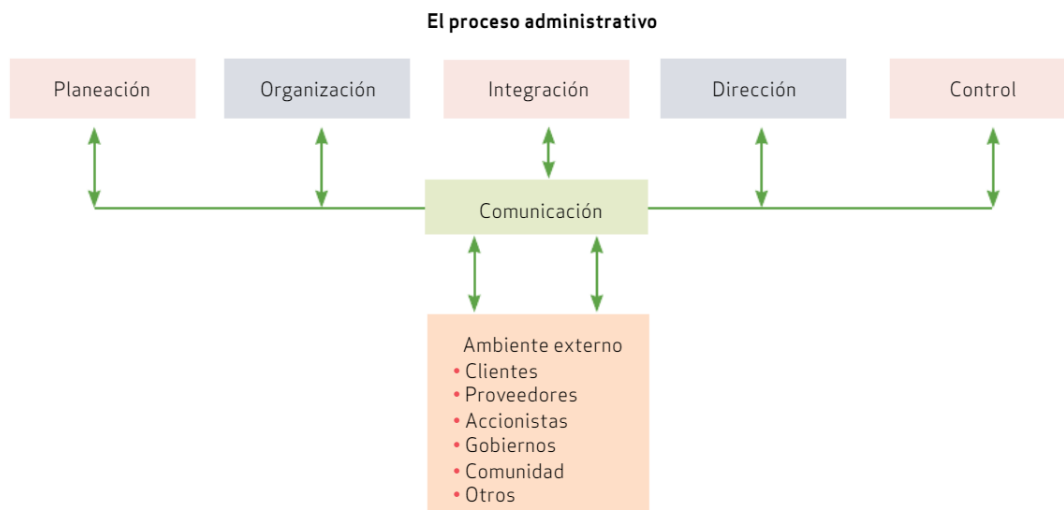 El proceso administrativo
Planeación
Organización
Integración
Dirección
Control
Comunicación
Ambiente externo
• Clientes
• Proveedores
• Accionistas
• Gobiernos
• Comunidad
• Otros